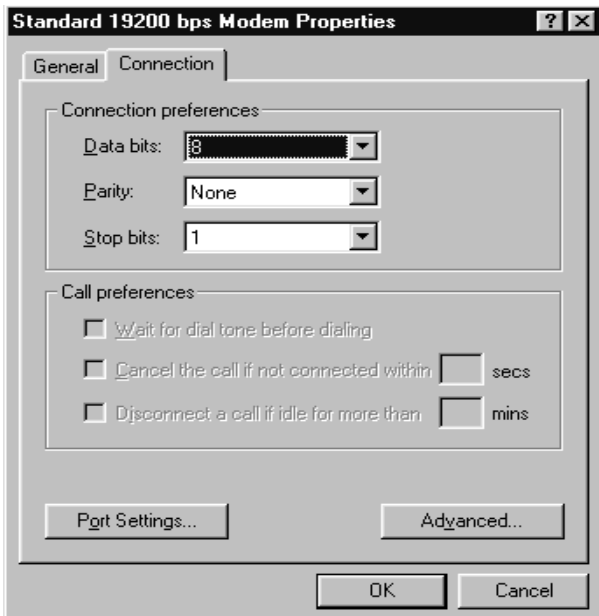 Standard 19200 bps Modem Properties
General Connection
Connection preferences
Data bits: 8
Parity: None
Stop bits: 1
Call preferences
Wait for dial tone before dialing
Cancel the call if not connected within secs
Disconnect a call if idle for more than mins
Port Settings... Advanced...
OK Cancel